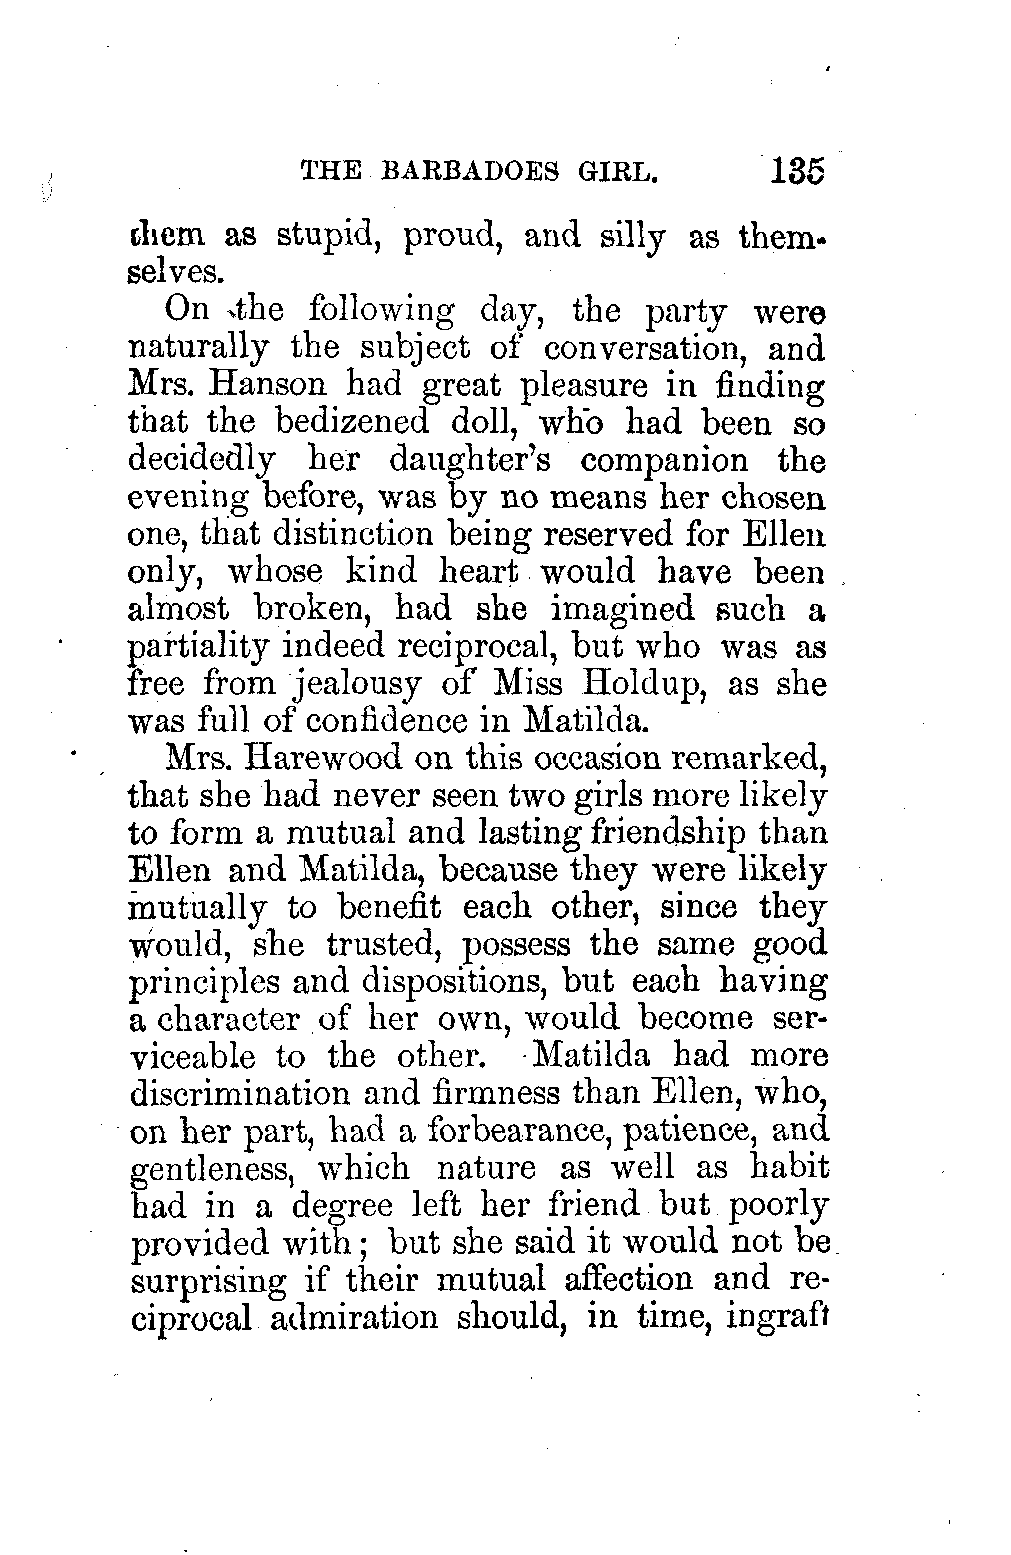 THE BARBADOES GIRL. 135
them as stupid, proud, and silly as them-
selves.
On the following day, the party were
naturally the subject of conversation, and
Mrs. Hanson had great pleasure in finding
that the bedizened doll, who had been so
decidedly her daughter's companion the
evening before, was by no means her chosen
one, that distinction being reserved for Ellen
only, whose kind heart would have been
almost broken, had she imagined such a
partiality indeed reciprocal, but who was as
free from jealousy of Miss Holdup, as she
was full of confidence in Matilda.
Mrs. Harewood on this occasion remarked,
that she had never seen two girls more likely
to form a mutual and lasting friendship than
Ellen and Matilda, because they were likely
mutually to benefit each other, since they
would, she trusted, possess the same good
principles and dispositions, but each having
a character of her own, would become ser-
viceable to the other. Matilda had more
discrimination and firmness than Ellen, who,
on her part, had a forbearance, patience, and
gentleness, which nature as well as habit
had in a degree left her friend but poorly
provided with; but she said it would not be
surprising if their mutual affection and re-
ciprocal admiration should, in time, ingraft